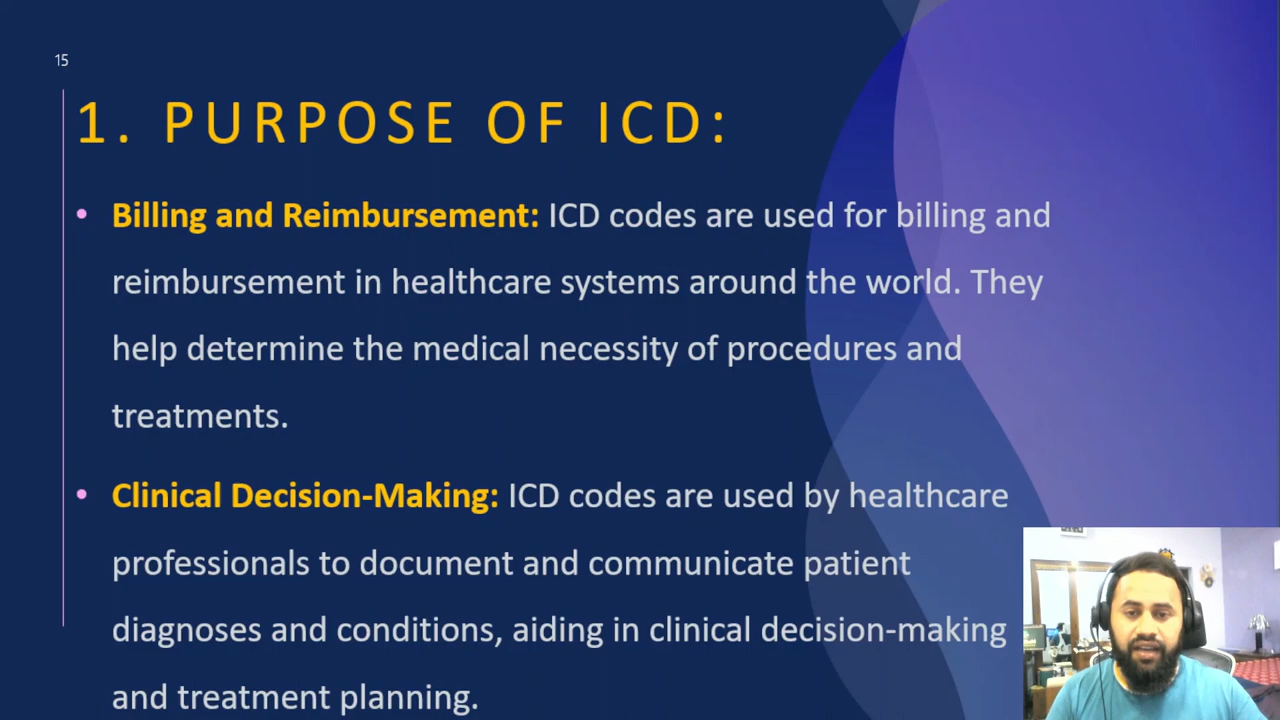 15
1. PURPOSE OF ICD:
• Billing and Reimbursement: ICD codes are used for billing and
reimbursement in healthcare systems around the world. They
help determine the medical necessity of procedures and
treatments.
• Clinical Decision-Making: ICD codes are used by healthcare
professionals to document and communicate patient
diagnoses and conditions, aiding in clinical decision-making
and treatment planning.